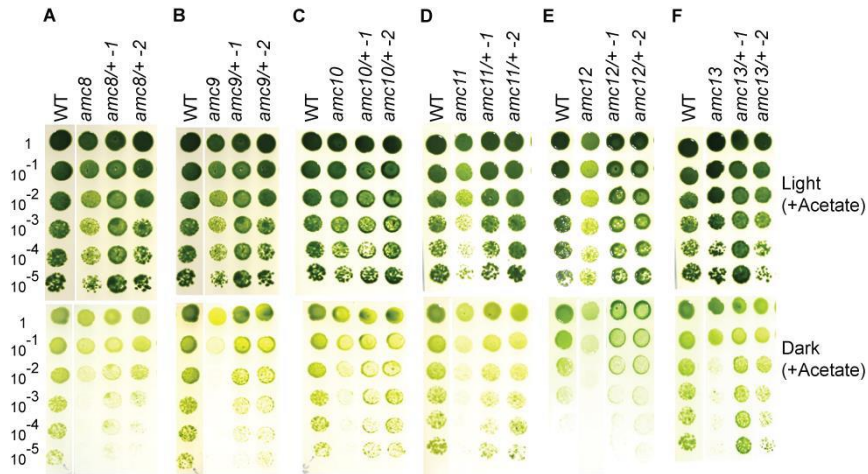 A B C D E F
WT amc8 amc8/+ -1 amc8/+ -2
WT amc9 amc9/+ -1 amc9/+ -2
WT amc10 amc10/+ -1 amc10/+ -2
WT amc11 amc11/+ -1 amc11/+ -2
WT amc12 amc12/+ -1 amc12/+ -2
WT amc13 amc13/+ -1 amc13/+ -2
1
10⁻¹
10⁻²
10⁻³
10⁻⁴
10⁻⁵
Light
(+Acetate)
1
10⁻¹
10⁻²
10⁻³
10⁻⁴
10⁻⁵
Dark
(+Acetate)